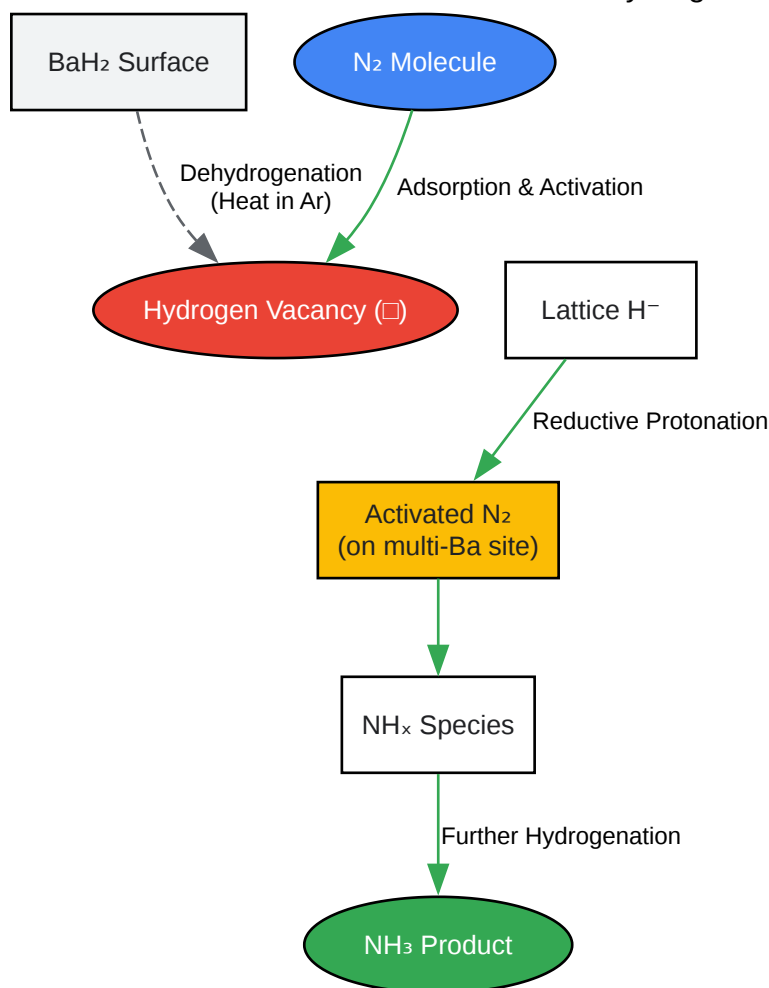 BaH₂ Surface
N₂ Molecule
Dehydrogenation
(Heat in Ar)
Adsorption & Activation
Hydrogen Vacancy (□)
Lattice H⁻
Reductive Protonation
Activated N₂
(on multi-Ba site)
NHₓ Species
Further Hydrogenation
NH₃ Product